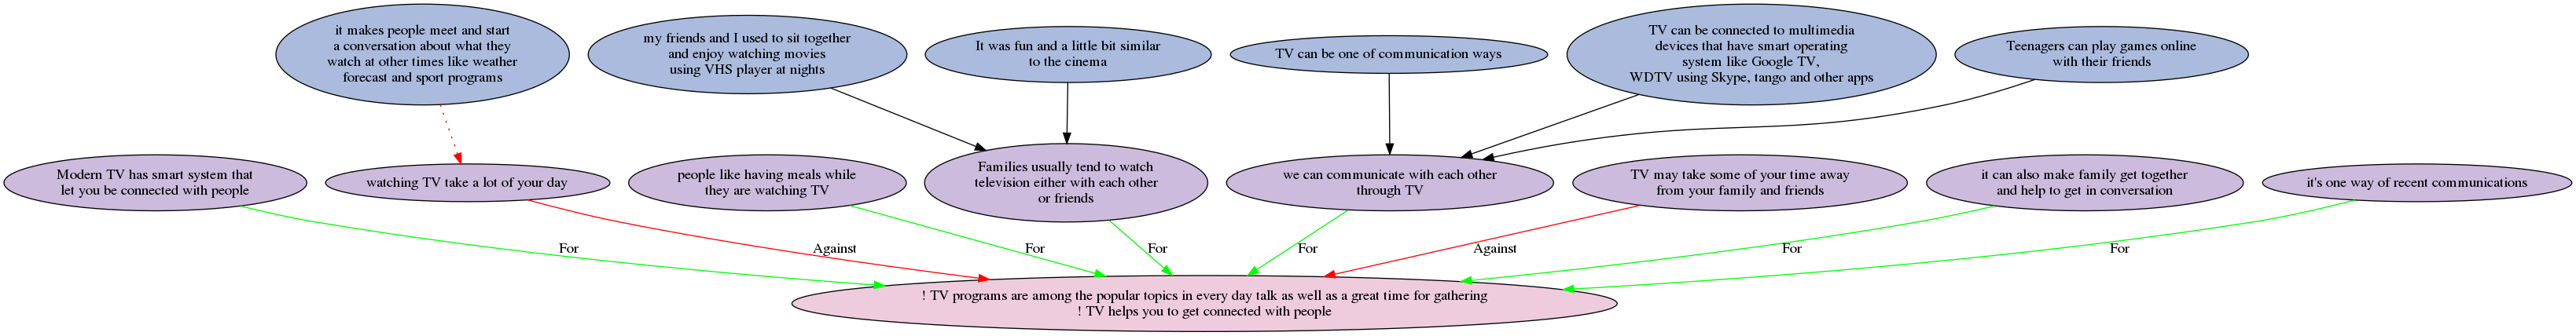 it makes people meet and start
a conversation about what they
watch at other times like weather
forecast and sport programs
my friends and I used to sit together
and enjoy watching movies
using VHS player at nights
It was fun and a little bit similar
to the cinema
TV can be one of communication ways
TV can be connected to multimedia
devices that have smart operating
system like Google TV,
WDTV using Skype, tango and other apps
Teenagers can play games online
with their friends
Modern TV has smart system that
let you be connected with people
watching TV take a lot of your day
people like having meals while
they are watching TV
Families usually tend to watch
television either with each other
or friends
we can communicate with each other
through TV
TV may take some of your time away
from your family and friends
it can also make family get together
and help to get in conversation
it's one way of recent communications
For
Against
For
For
For
Against
For
For
! TV programs are among the popular topics in every day talk as well as a great time for gathering
! TV helps you to get connected with people